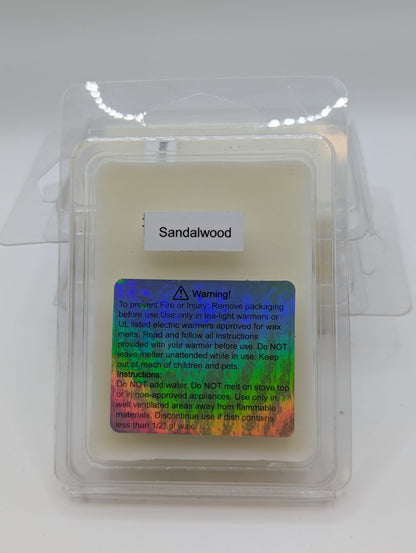 Sandalwood
⚠ Warning!
To prevent Fire or Injury: Remove packaging
before use.Use only in tea-light warmers or
UL listed electric warmers approved for wax
melts. Read and follow all instructions
provided with your warmer before use. Do NOT
leave melter unattended while in use. Keep
out of reach of children and pets.
Instructions:
Do NOT add water, Do NOT melt on stove top
or in non-approved appliances. Use only in
well ventilated areas away from flammable
materials. Discontinue use if dish contains
less than 1/2" of wax.